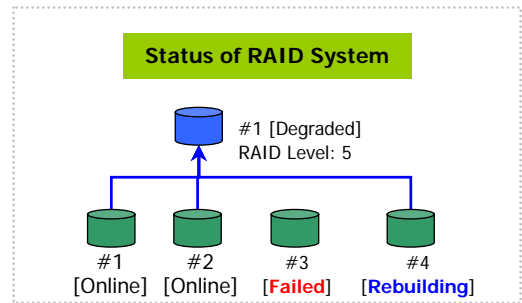 Status of RAID System
#1 [Degraded]
RAID Level: 5
#1 #2 #3 #4
[Online] [Online] [Failed] [Rebuilding]